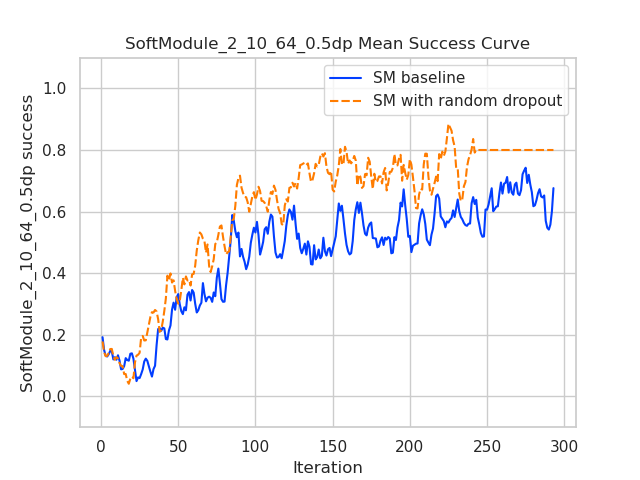 SoftModule_2_10_64_0.5dp Mean Success Curve
SM baseline
SM with random dropout
SoftModule_2_10_64_0.5dp success
1.0
0.8
0.6
0.4
0.2
0.0
0 50 100 150 200 250 300
Iteration